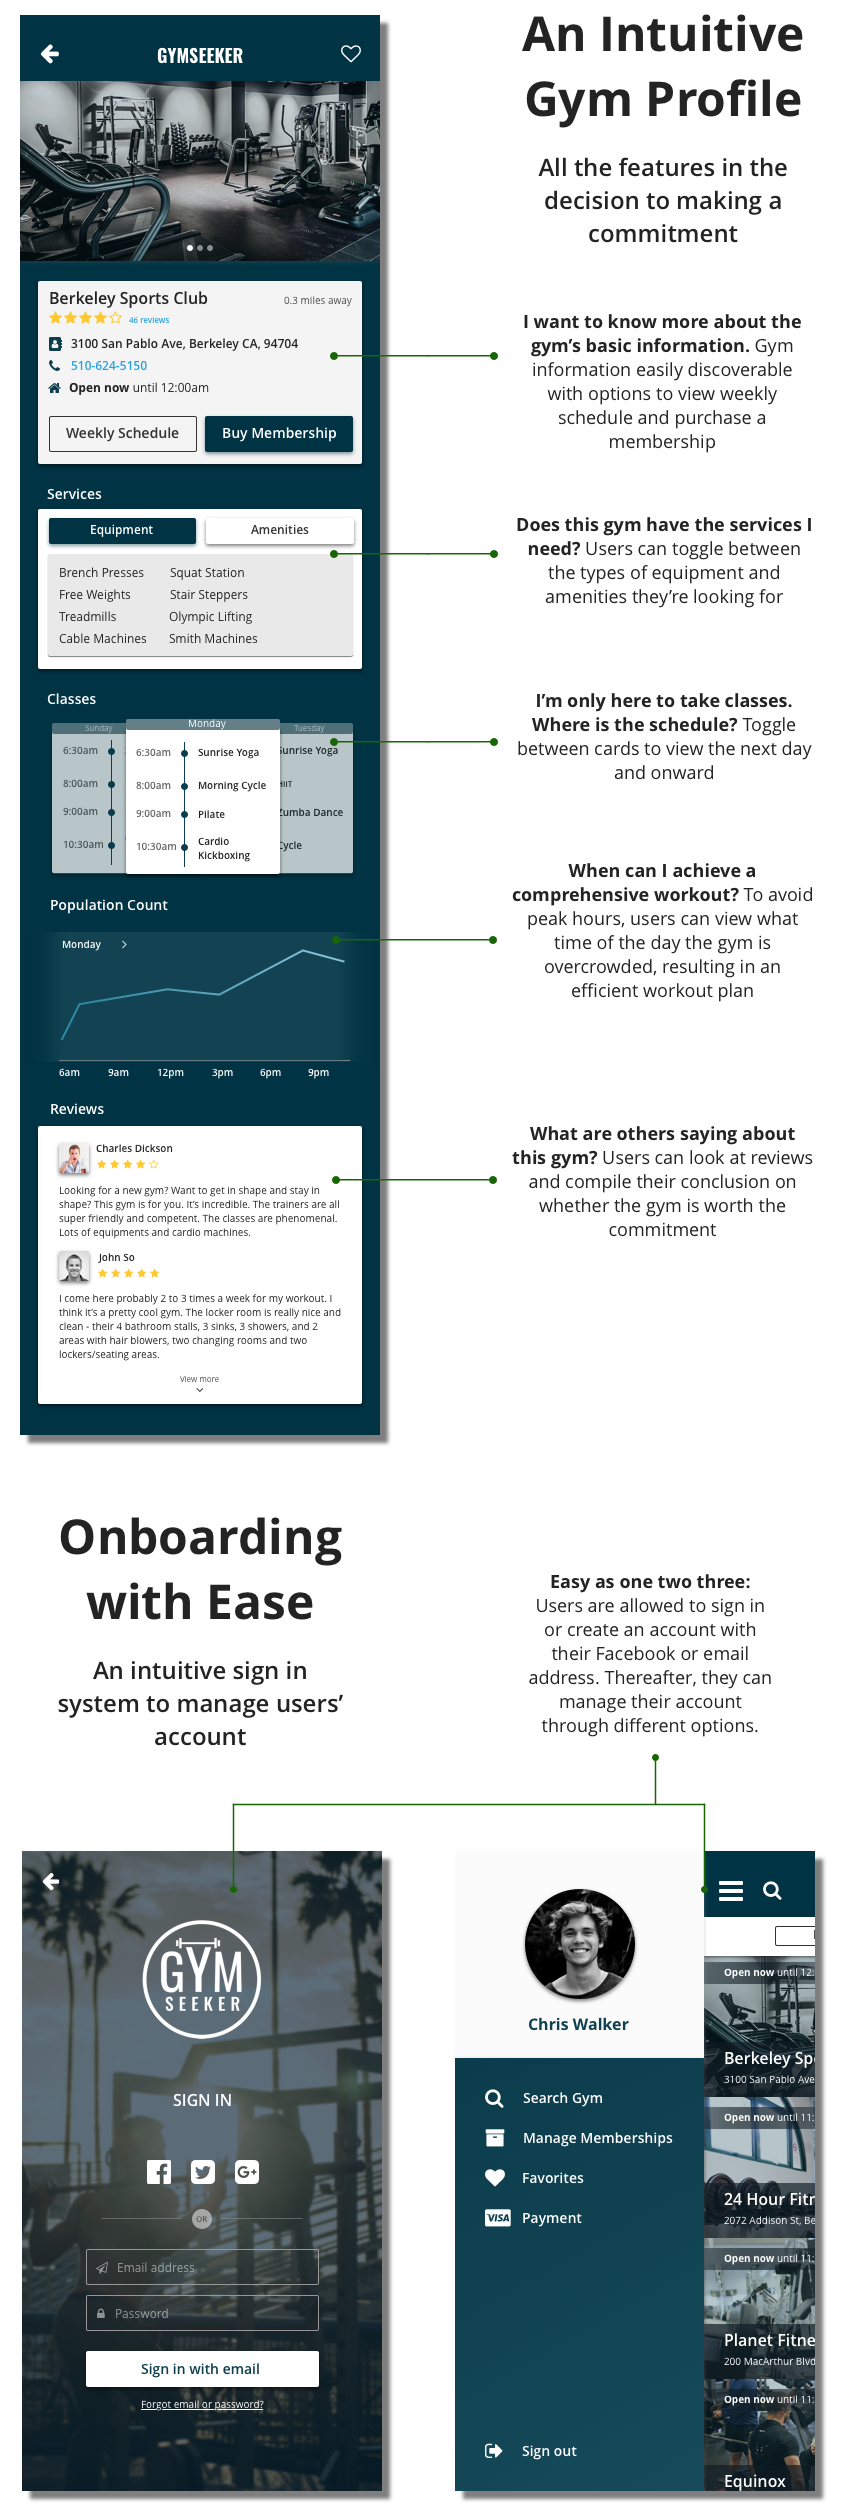 GYMSEEKER
An Intuitive
Gym Profile
All the features in the
decision to making a
commitment
Berkeley Sports Club
0.3 miles away
46 reviews
3100 San Pablo Ave, Berkeley CA, 94704
510-624-5150
Open now until 12:00am
Weekly Schedule
Buy Membership
I want to know more about the
gym's basic information. Gym
information easily discoverable
with options to view weekly
schedule and purchase a
membership
Services
Equipment
Amenities
Brench Presses
Squat Station
Free Weights
Stair Steppers
Treadmills
Olympic Lifting
Cable Machines
Smith Machines
Does this gym have the services I
need? Users can toggle between
the types of equipment and
amenities they're looking for
Classes
Sunday
Monday
Tuesday
6:30am
8:00am
9:00am
10:30am
6:30am Sunrise Yoga
8:00am Morning Cycle
9:00am Pilate
10:30am Cardio
Kickboxing
Sunrise Yoga
HIIT
Zumba Dance
Cycle
I'm only here to take classes.
Where is the schedule? Toggle
between cards to view the next day
and onward
Population Count
Monday
6am 9am 12pm 3pm 6pm 9pm
When can I achieve a
comprehensive workout? To avoid
peak hours, users can view what
time of the day the gym is
overcrowded, resulting in an
efficient workout plan
Reviews
Charles Dickson
Looking for a new gym? Want to get in shape and stay in
shape? This gym is for you. It's incredible. The trainers are all
super friendly and competent. The classes are phenomenal.
Lots of equipments and cardio machines.
John So
I come here probably 2 to 3 times a week for my workout. I
think it's a pretty cool gym. The locker room is really nice and
clean - their 4 bathroom stalls, 3 sinks, 3 showers, and 2
areas with hair blowers, two changing rooms and two
lockers/seating areas.
View more
What are others saying about
this gym? Users can look at reviews
and compile their conclusion on
whether the gym is worth the
commitment
Onboarding
with Ease
An intuitive sign in
system to manage users'
account
Easy as one two three:
Users are allowed to sign in
or create an account with
their Facebook or email
address. Thereafter, they can
manage their account
through different options.
GYM
SEEKER
SIGN IN
G+
OR
Email address
Password
Sign in with email
Forgot email or password?
Chris Walker
Search Gym
Manage Memberships
Favorites
VISA Payment
Sign out
Open now until 12:
Berkeley Spo
3100 San Pablo Ave
Open now until 11:
24 Hour Fitn
2072 Addison St, Be
Open now until 11:
Planet Fitne
200 MacArthur Blvd
Open now until 11:
Equinox